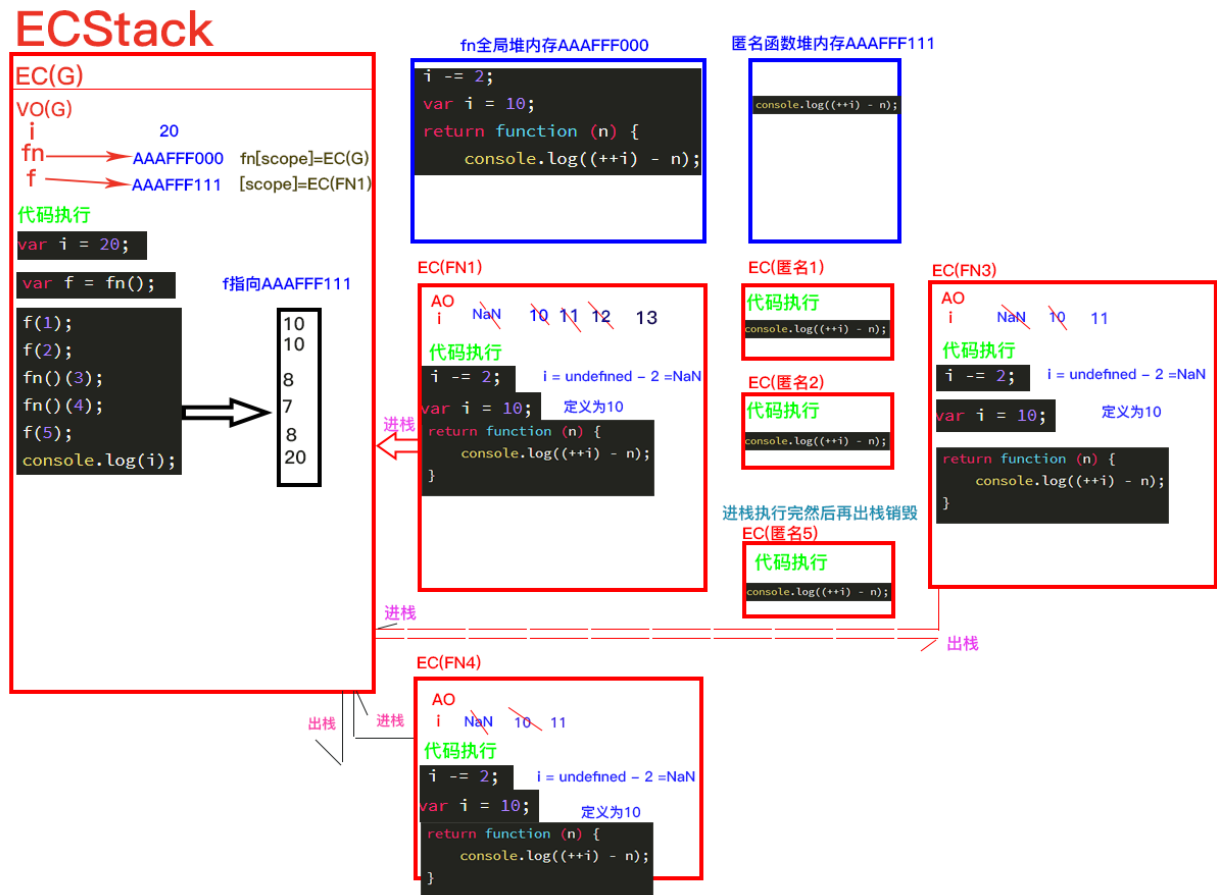 ECStack
EC(G)
VO(G)
i 20
fn AAAFFF000 fn[scope]=EC(G)
f AAAFFF111 [scope]=EC(FN1)
代码执行
var i = 20;
var f = fn(); f指向AAAFFF111
f(1);
f(2);
fn()(3);
fn()(4);
f(5);
console.log(i);
10
10
8
7
8
20
fn全局堆内存AAAFFF000
i -= 2;
var i = 10;
return function (n) {
console.log((++i) - n);
匿名函数堆内存AAAFFF111
console.log((++i) - n);
EC(FN1)
AO
i NaN 10 11 12 13
代码执行
i -= 2; i = undefined - 2 =NaN
var i = 10; 定义为10
return function (n) {
console.log((++i) - n);
}
进栈
EC(匿名1)
代码执行
console.log((++i) - n);
EC(匿名2)
代码执行
console.log((++i) - n);
进栈执行完然后再出栈销毁
EC(匿名5)
代码执行
console.log((++i) - n);
EC(FN3)
AO
i NaN 10 11
代码执行
i -= 2; i = undefined - 2 =NaN
var i = 10; 定义为10
return function (n) {
console.log((++i) - n);
}
进栈
出栈
EC(FN4)
AO
i NaN 10 11
代码执行
i -= 2; i = undefined - 2 =NaN
var i = 10; 定义为10
return function (n) {
console.log((++i) - n);
}
出栈
进栈